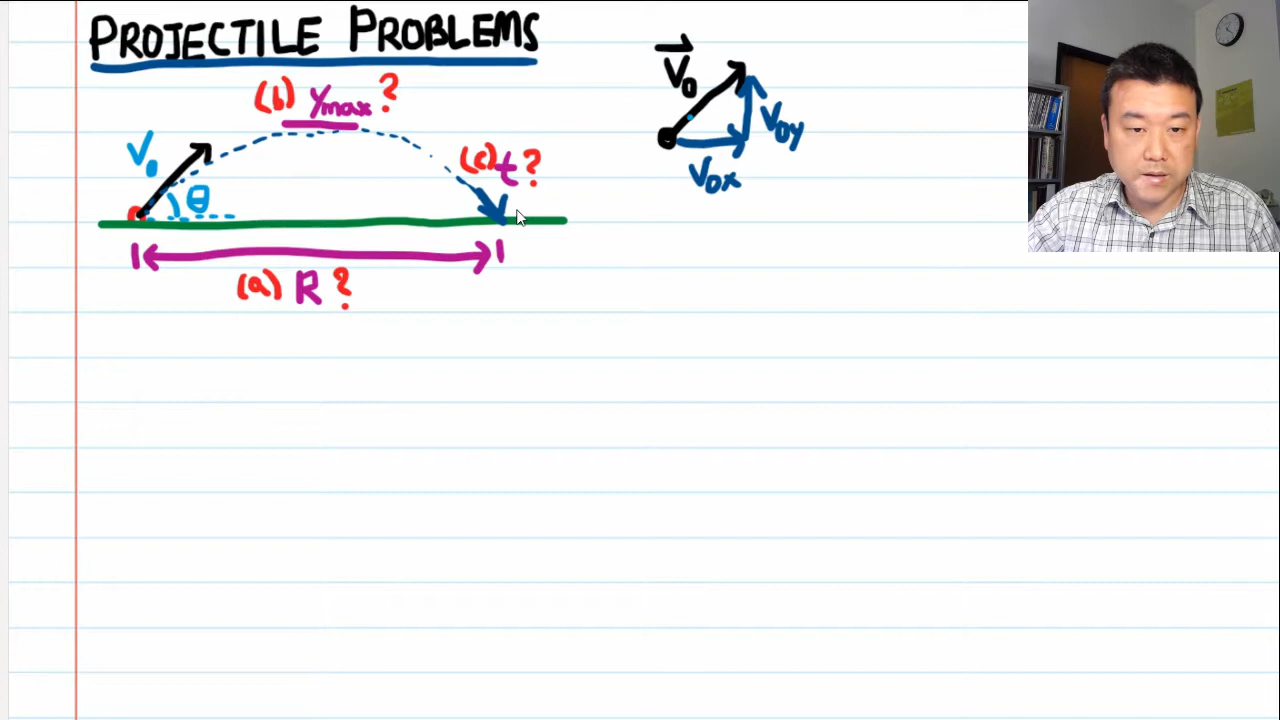 PROJECTILE PROBLEMS
(b) Ymax ?
V₀
θ
(c) t ?
(a) R ?
V₀
V₀y
V₀x